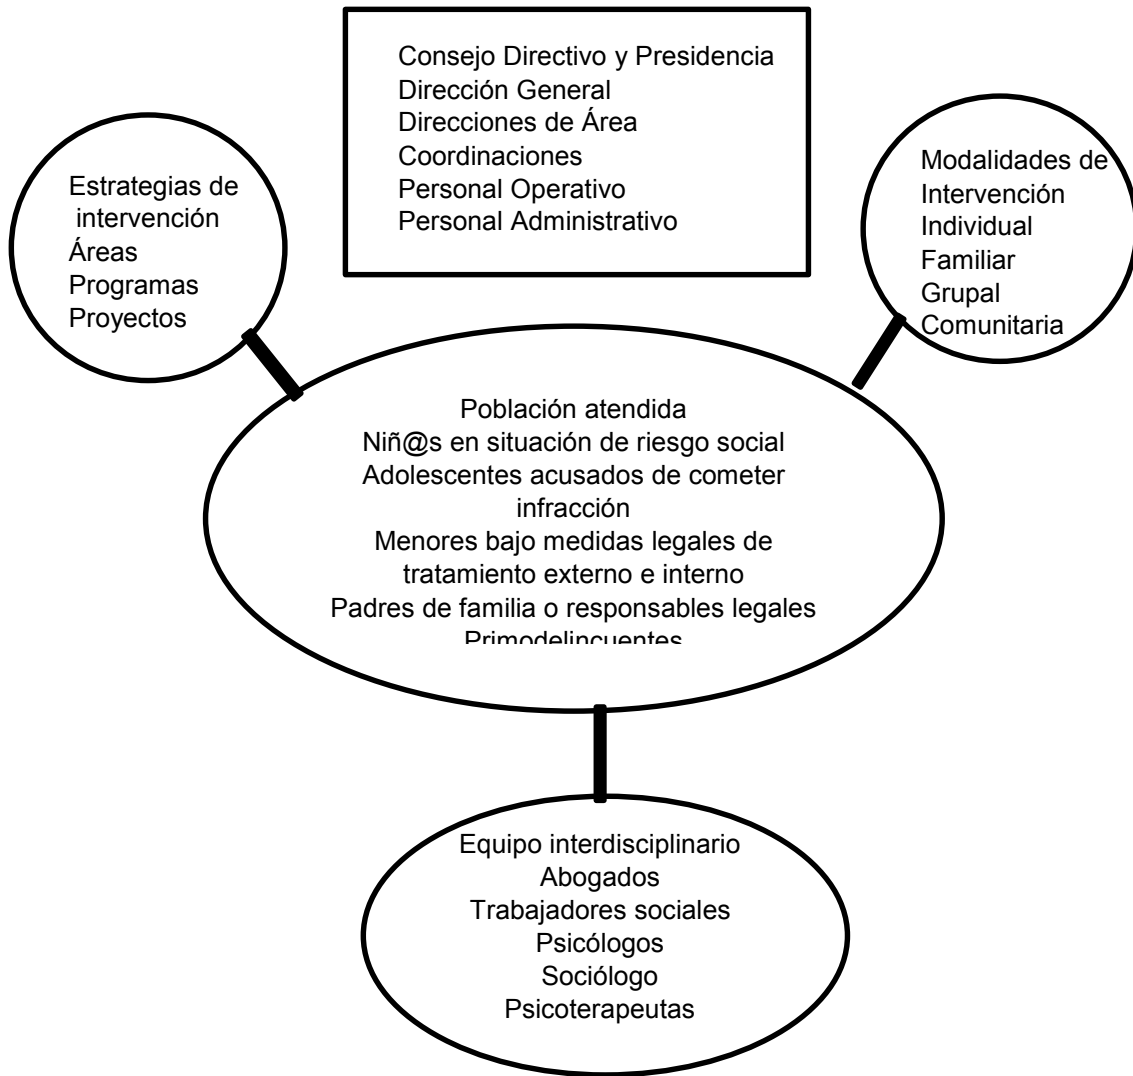 Consejo Directivo y Presidencia
Dirección General
Direcciones de Área
Coordinaciones
Personal Operativo
Personal Administrativo
Estrategias de
intervención
Áreas
Programas
Proyectos
Modalidades de
Intervención
Individual
Familiar
Grupal
Comunitaria
Población atendida
Niñ@s en situación de riesgo social
Adolescentes acusados de cometer
infracción
Menores bajo medidas legales de
tratamiento externo e interno
Padres de familia o responsables legales
Primodelincuentes
Equipo interdisciplinario
Abogados
Trabajadores sociales
Psicólogos
Sociólogo
Psicoterapeutas